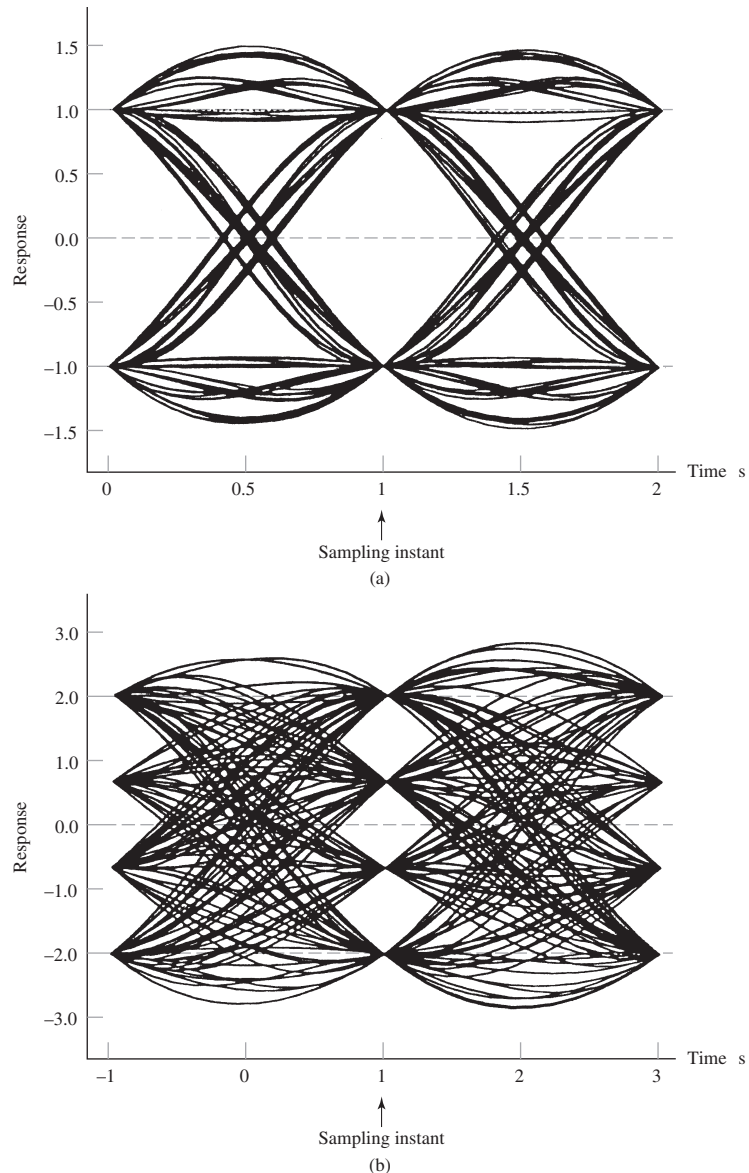 1.5
1.0
0.5
0.0
–0.5
–1.0
–1.5
Response
0 0.5 1 1.5 2
Time s
Sampling instant
(a)
3.0
2.0
1.0
0.0
–1.0
–2.0
–3.0
Response
–1 0 1 2 3
Time s
Sampling instant
(b)